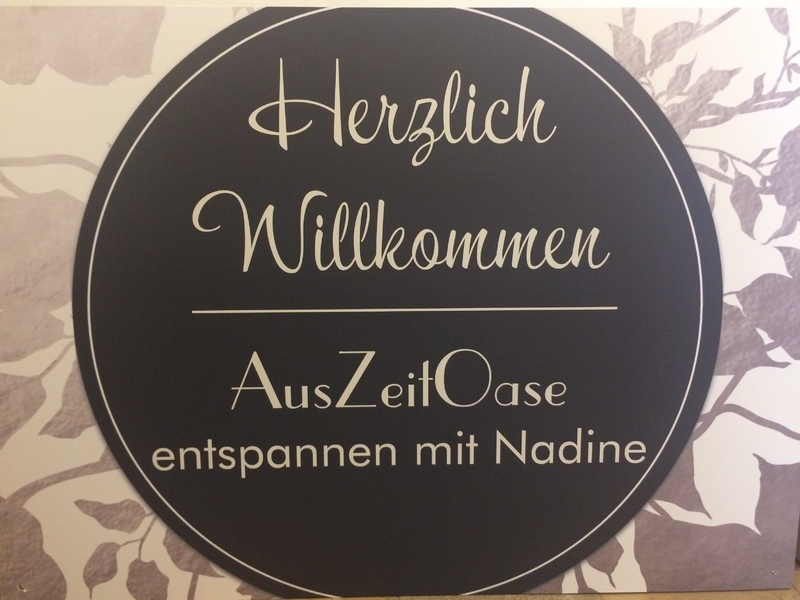 Herzlich
Willkommen
AusZeitOase
entspannen mit Nadine